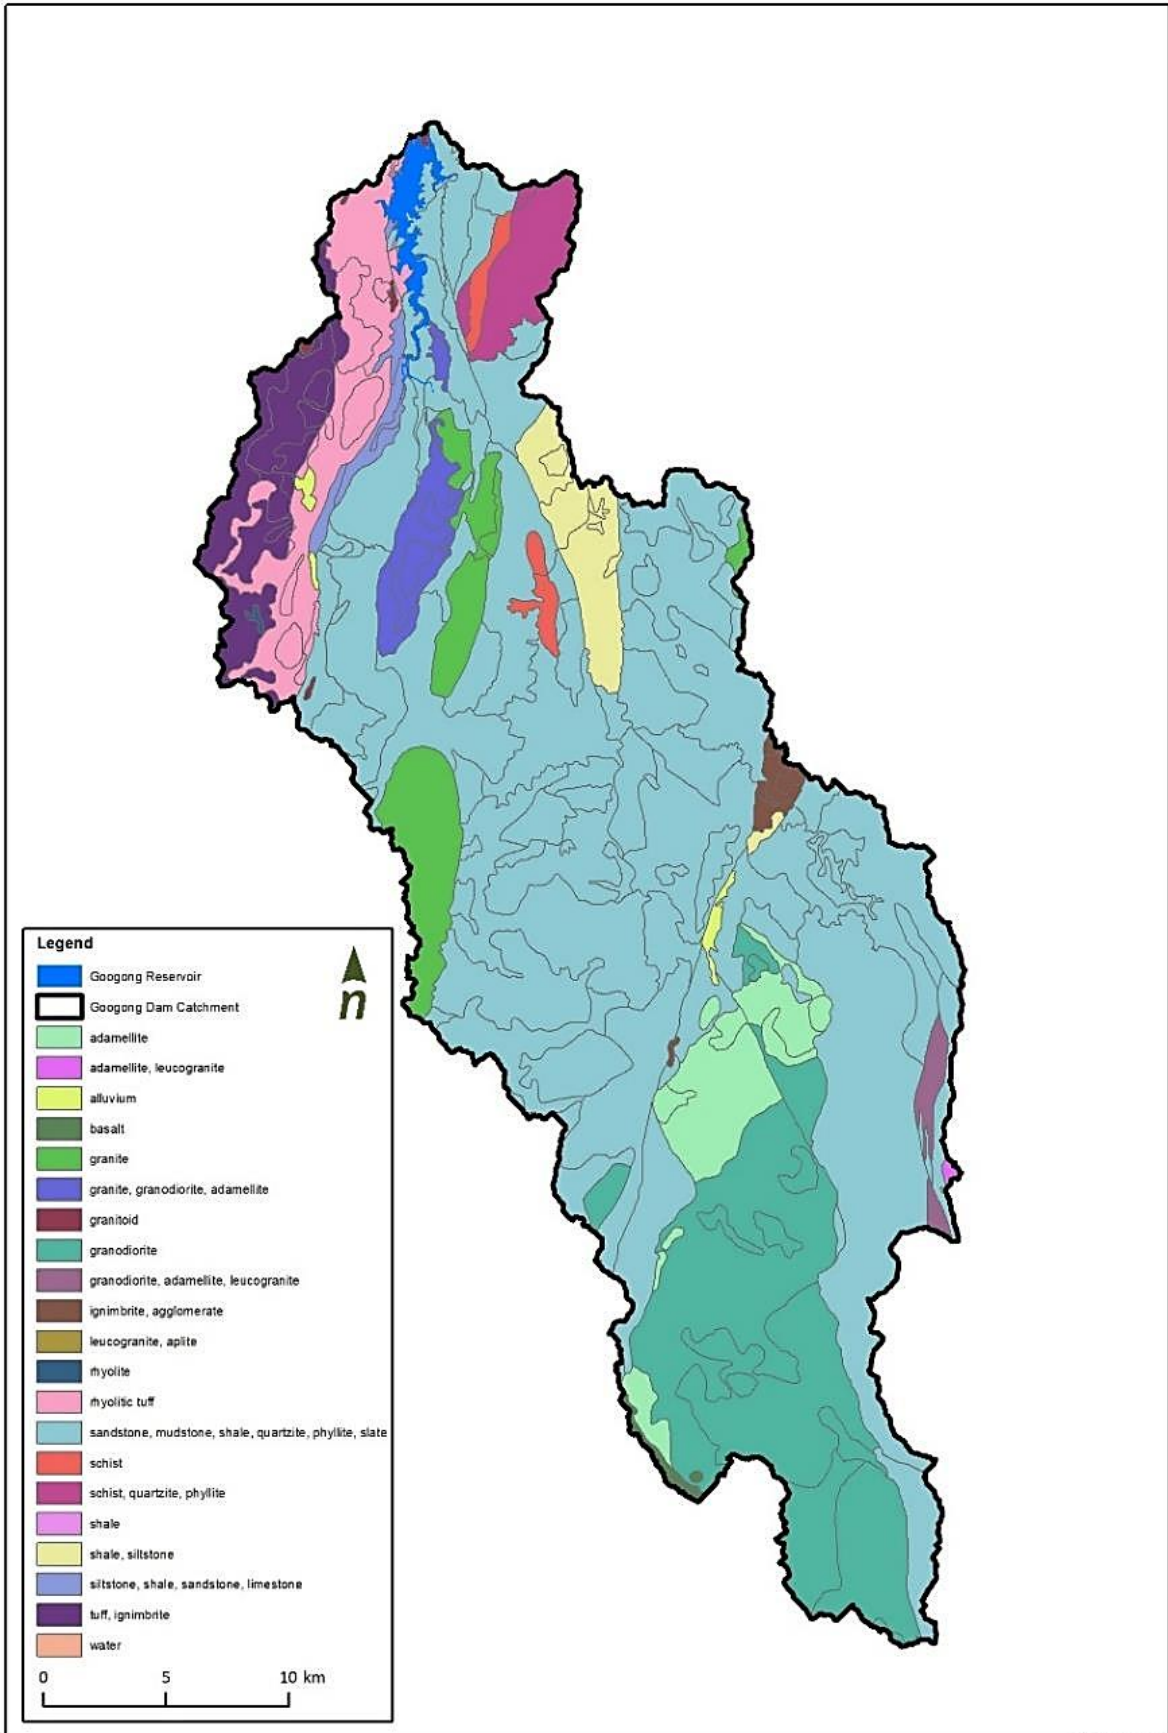 Legend
n
Googong Reservoir
Googong Dam Catchment
adamellite
adamellite, leucogranite
alluvium
basalt
granite
granite, granodiorite, adamellite
granitoid
granodiorite
granodiorite, adamellite, leucogranite
ignimbrite, agglomerate
leucogranite, aplite
rhyolite
rhyolitic tuff
sandstone, mudstone, shale, quartzite, phyllite, slate
schist
schist, quartzite, phyllite
shale
shale, siltstone
siltstone, shale, sandstone, limestone
tuff, ignimbrite
water
0 5 10 km